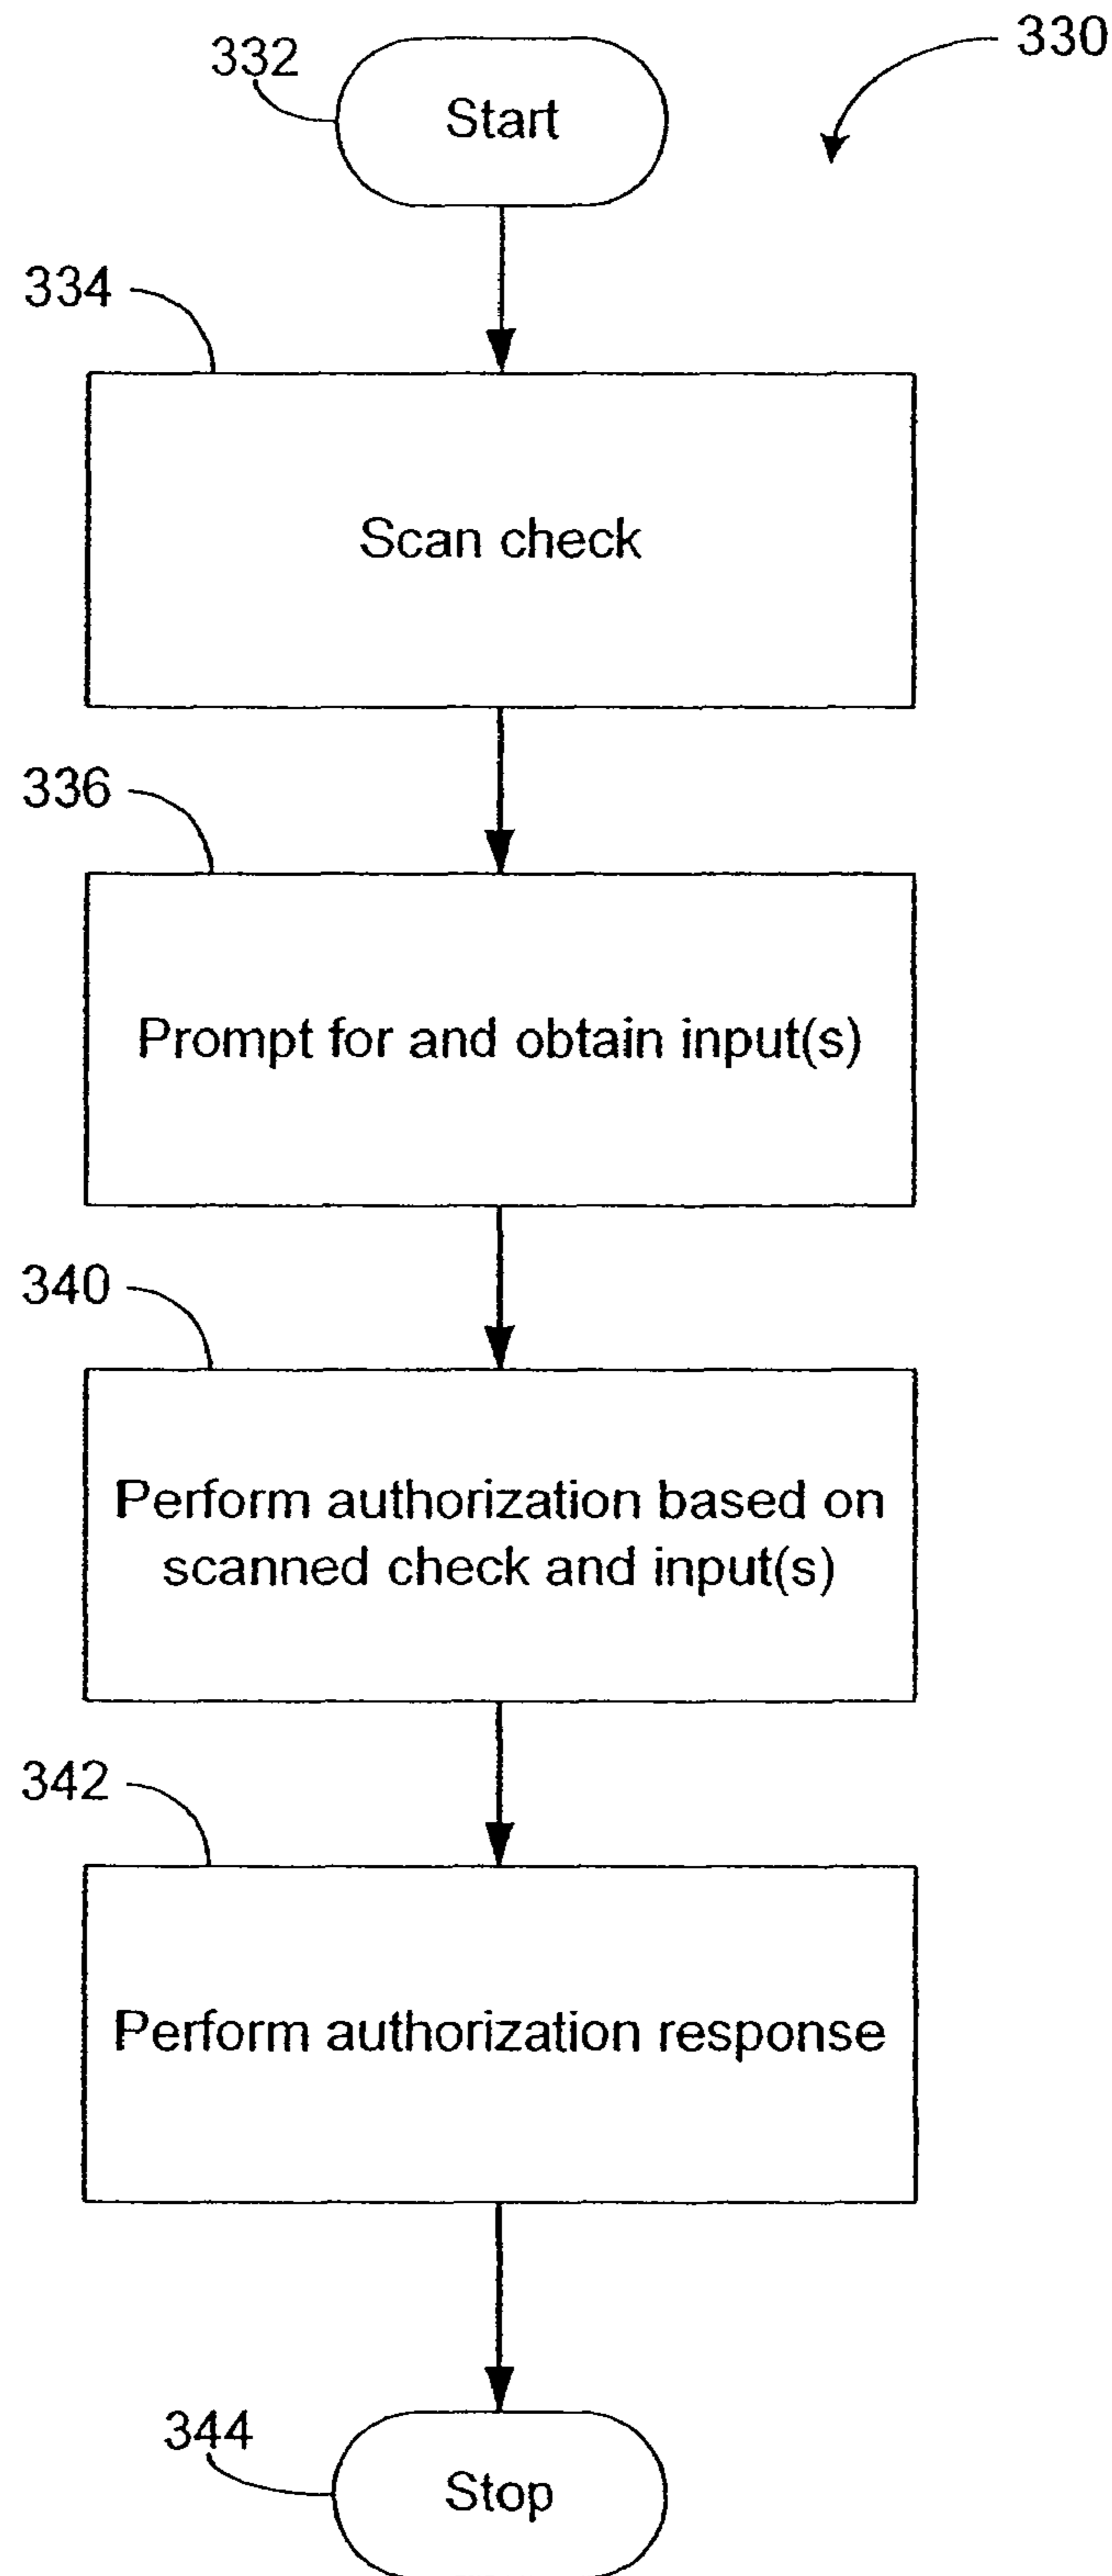 330
332
Start
334
Scan check
336
Prompt for and obtain input(s)
340
Perform authorization based on
scanned check and input(s)
342
Perform authorization response
344
Stop